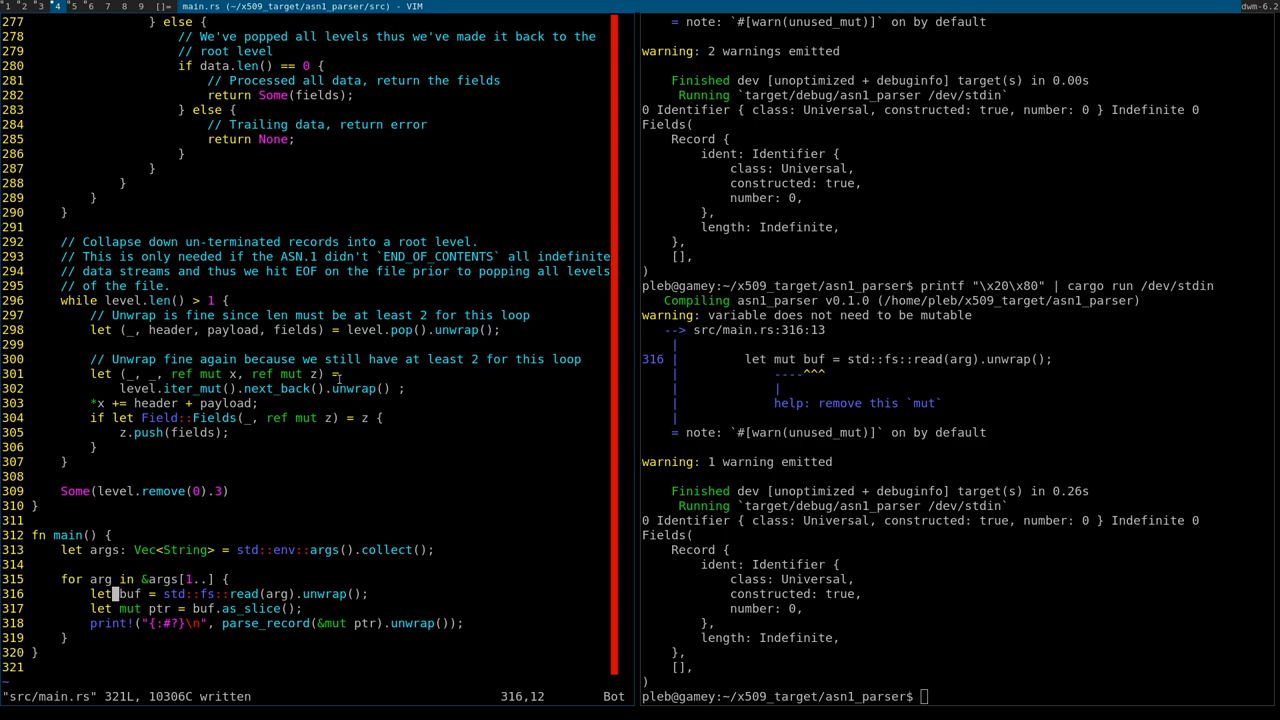 1 2 3 4 5 6 7 8 9 []= main.rs (~/x509_target/asn1_parser/src) - VIM dwm-6.2
277                 } else {
278                     // We've popped all levels thus we've made it back to the
279                     // root level
280                     if data.len() == 0 {
281                         // Processed all data, return the fields
282                         return Some(fields);
283                     } else {
284                         // Trailing data, return error
285                         return None;
286                     }
287                 }
288             }
289         }
290     }
291
292     // Collapse down un-terminated records into a root level.
293     // This is only needed if the ASN.1 didn't `END_OF_CONTENTS` all indefinite
294     // data streams and thus we hit EOF on the file prior to popping all levels
295     // of the file.
296     while level.len() > 1 {
297         // Unwrap is fine since len must be at least 2 for this loop
298         let (_, header, payload, fields) = level.pop().unwrap();
299
300         // Unwrap fine again because we still have at least 2 for this loop
301         let (_, _, ref mut x, ref mut z) =
302             level.iter_mut().next_back().unwrap() ;
303         *x += header + payload;
304         if let Field::Fields(_, ref mut z) = z {
305             z.push(fields);
306         }
307     }
308
309     Some(level.remove(0).3)
310 }
311
312 fn main() {
313     let args: Vec<String> = std::env::args().collect();
314
315     for arg in &args[1..] {
316         let buf = std::fs::read(arg).unwrap();
317         let mut ptr = buf.as_slice();
318         print!("{:#?}\n", parse_record(&mut ptr).unwrap());
319     }
320 }
321
~
"src/main.rs" 321L, 10306C written 316,12 Bot
    = note: `#[warn(unused_mut)]` on by default

warning: 2 warnings emitted

    Finished dev [unoptimized + debuginfo] target(s) in 0.00s
     Running `target/debug/asn1_parser /dev/stdin`
0 Identifier { class: Universal, constructed: true, number: 0 } Indefinite 0
Fields(
    Record {
        ident: Identifier {
            class: Universal,
            constructed: true,
            number: 0,
        },
        length: Indefinite,
    },
    [],
)
pleb@gamey:~/x509_target/asn1_parser$ printf "\x20\x80" | cargo run /dev/stdin
   Compiling asn1_parser v0.1.0 (/home/pleb/x509_target/asn1_parser)
warning: variable does not need to be mutable
   --> src/main.rs:316:13
    |
316 |         let mut buf = std::fs::read(arg).unwrap();
    |             ----^^^
    |             |
    |             help: remove this `mut`
    |
    = note: `#[warn(unused_mut)]` on by default

warning: 1 warning emitted

    Finished dev [unoptimized + debuginfo] target(s) in 0.26s
     Running `target/debug/asn1_parser /dev/stdin`
0 Identifier { class: Universal, constructed: true, number: 0 } Indefinite 0
Fields(
    Record {
        ident: Identifier {
            class: Universal,
            constructed: true,
            number: 0,
        },
        length: Indefinite,
    },
    [],
)
pleb@gamey:~/x509_target/asn1_parser$